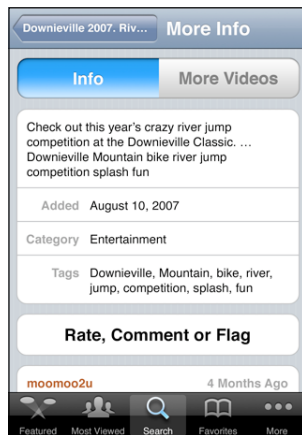 Downieville 2007. Riv...
More Info
Info
More Videos
Check out this year's crazy river jump
competition at the Downieville Classic. ...
Downieville Mountain bike river jump
competition splash fun
Added August 10, 2007
Category Entertainment
Tags Downieville, Mountain, bike, river,
jump, competition, splash, fun
Rate, Comment or Flag
moomoo2u 4 Months Ago
Featured Most Viewed Search Favorites More